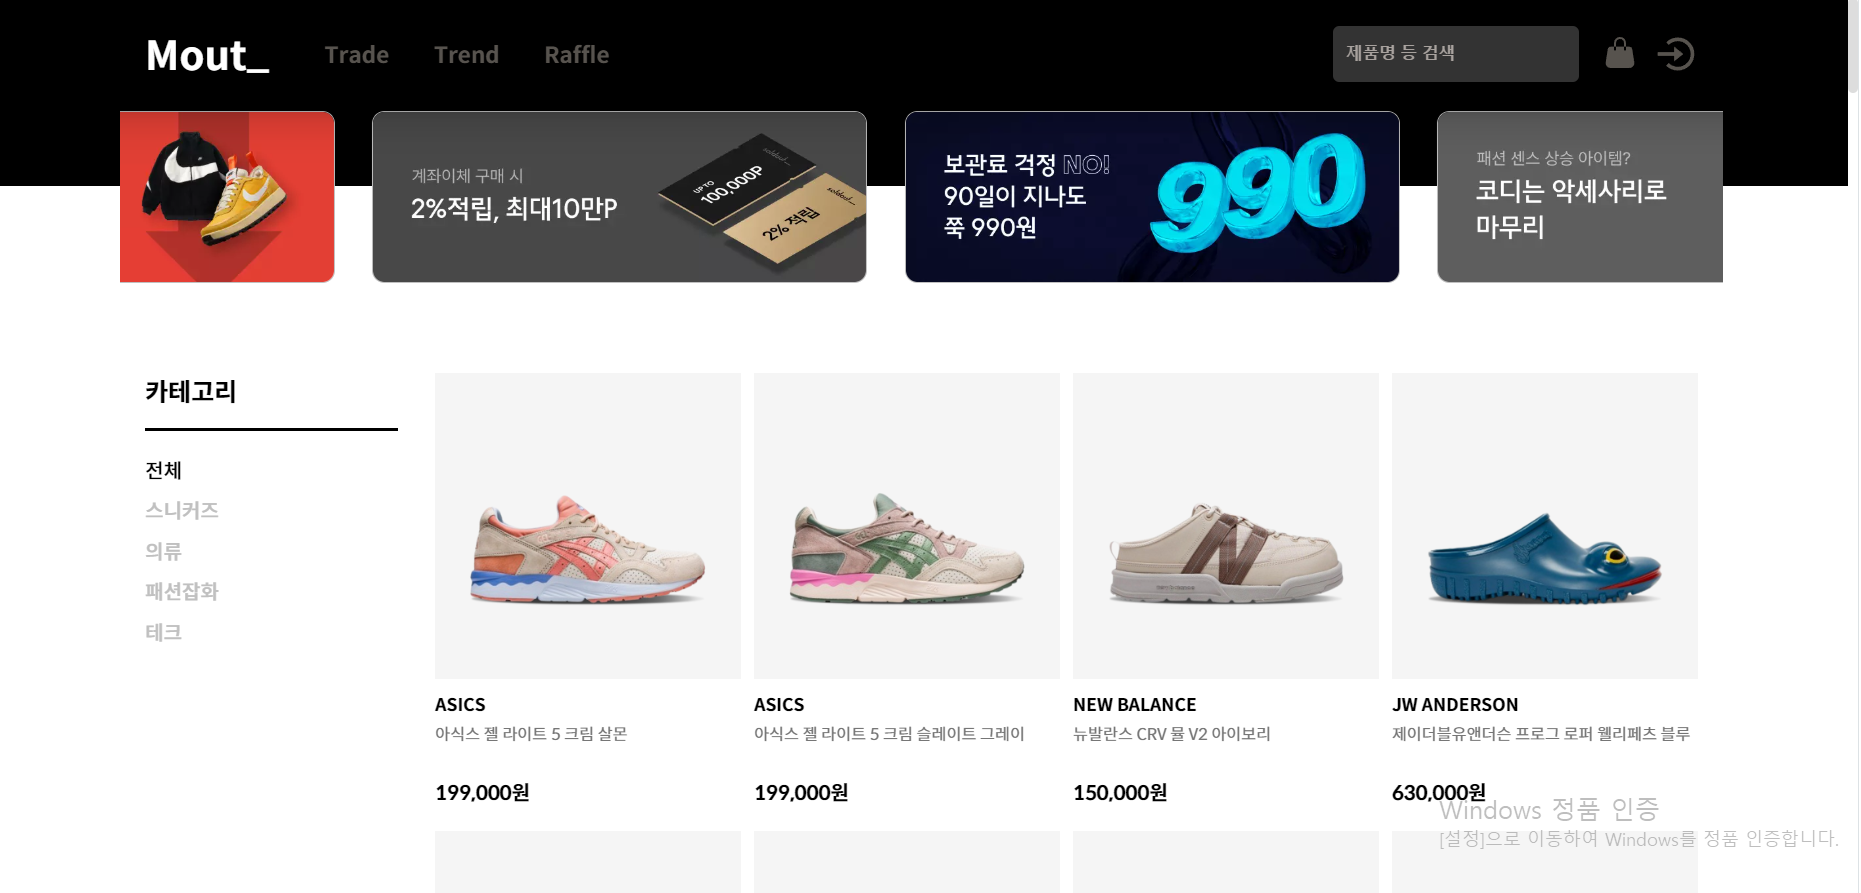 Mout_
Trade
Trend
Raffle
제품명 등 검색
계좌이체 구매 시
2%적립, 최대10만P
UP TO
100,000P
soldout_
2% 적립
보관료 걱정 NO!
90일이 지나도
쭉 990원
990
패션 센스 상승 아이템?
코디는 악세사리로
마무리
카테고리
전체
스니커즈
의류
패션잡화
테크
ASICS
아식스 젤 라이트 5 크림 살몬
199,000원
ASICS
아식스 젤 라이트 5 크림 슬레이트 그레이
199,000원
NEW BALANCE
뉴발란스 CRV 뮬 V2 아이보리
150,000원
JW ANDERSON
제이더블유앤더슨 프로그 로퍼 웰리페츠 블루
630,000원
Windows 정품 인증
[설정]으로 이동하여 Windows를 정품 인증합니다.